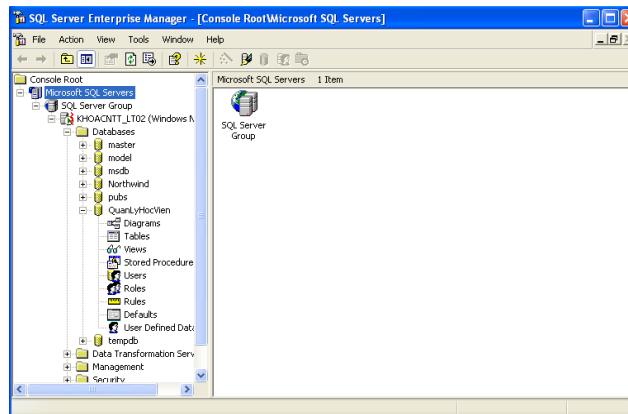 SQL Server Enterprise Manager - [Console Root\Microsoft SQL Servers]
File Action View Tools Window Help
Console Root
Microsoft SQL Servers
SQL Server Group
KHOACNTT_LT02 (Windows N
Databases
master
model
msdb
Northwind
pubs
QuanLyHocVien
Diagrams
Tables
Views
Stored Procedure
Users
Roles
Rules
Defaults
User Defined Data
tempdb
Data Transformation Serv
Management
Security
Microsoft SQL Servers 1 Item
SQL Server
Group